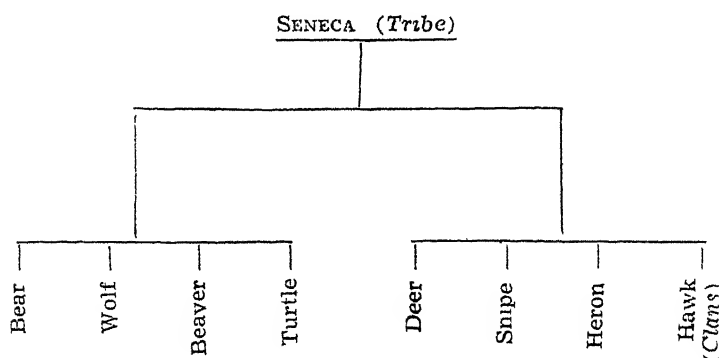 SENECA (Tribe)
Bear
Wolf
Beaver
Turtle
Deer
Snipe
Heron
Hawk
(Clans)